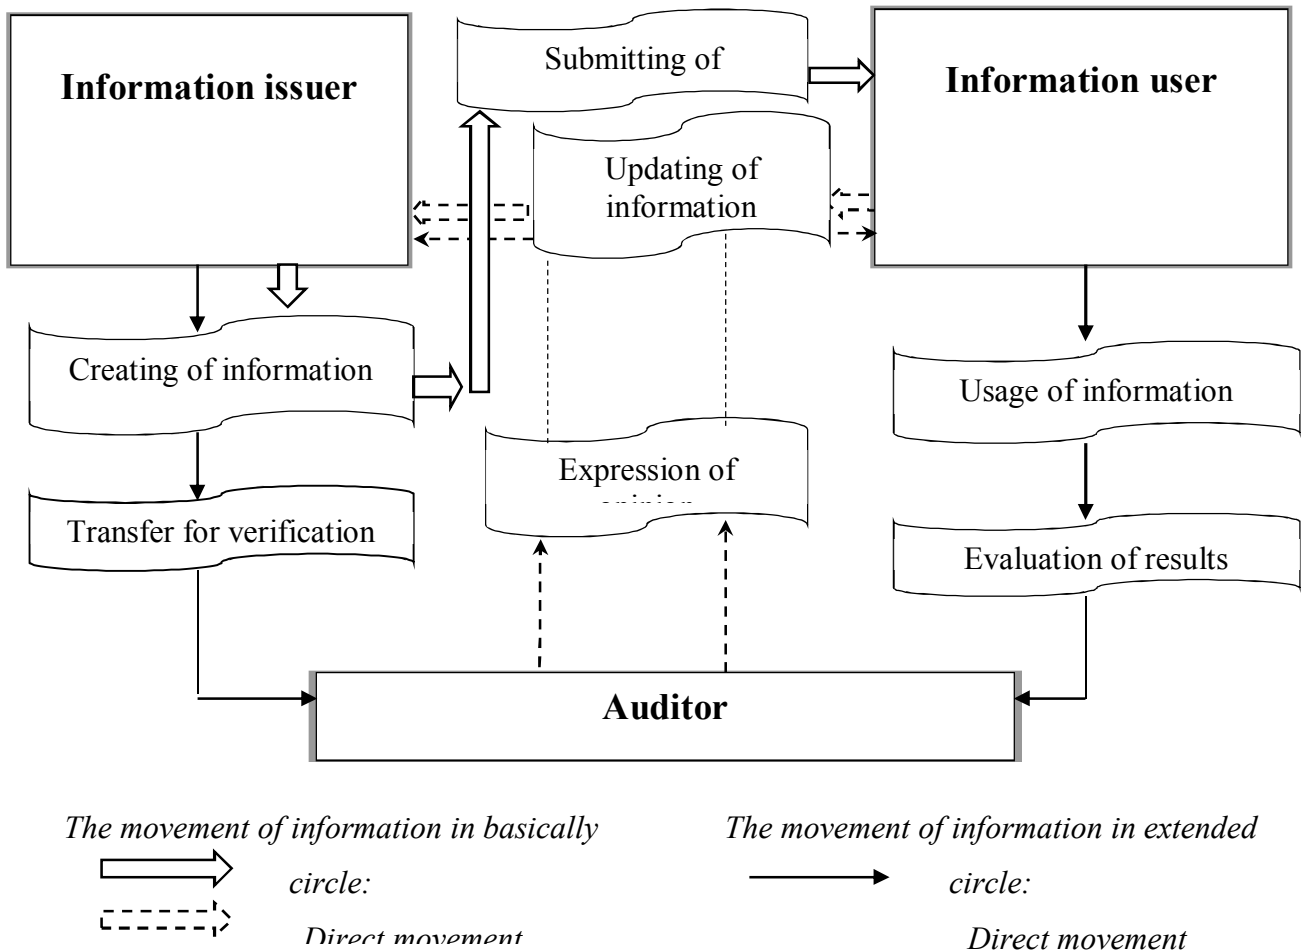 Information issuer
Submitting of
Information user
Updating of
information
Creating of information
Usage of information
Expression of
Transfer for verification
Evaluation of results
Auditor
The movement of information in basically
circle:
Direct movement
The movement of information in extended
circle:
Direct movement